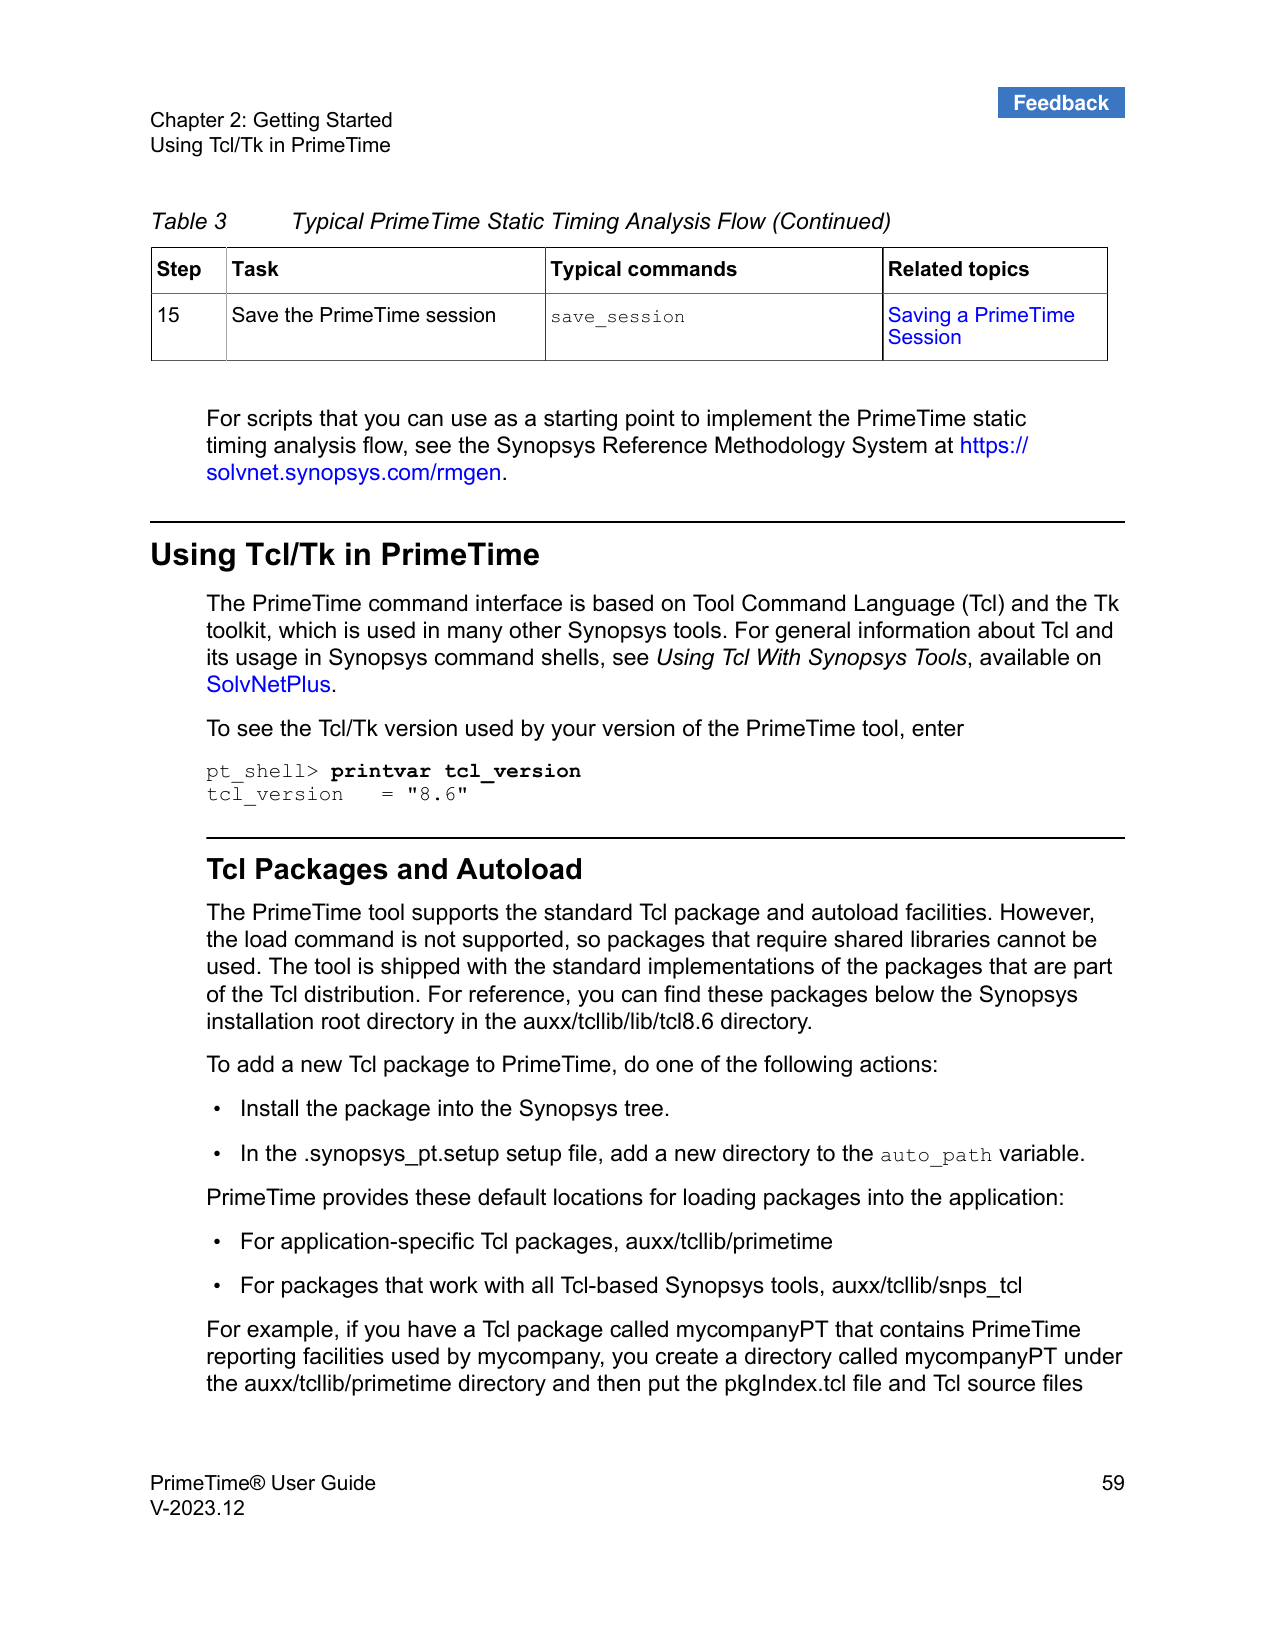 Feedback
Chapter 2: Getting Started
Using Tcl/Tk in PrimeTime
Table 3 Typical PrimeTime Static Timing Analysis Flow (Continued)
Step Task Typical commands Related topics
15 Save the PrimeTime session save_session Saving a PrimeTime
Session
For scripts that you can use as a starting point to implement the PrimeTime static
timing analysis flow, see the Synopsys Reference Methodology System at https://
solvnet.synopsys.com/rmgen.
Using Tcl/Tk in PrimeTime
The PrimeTime command interface is based on Tool Command Language (Tcl) and the Tk
toolkit, which is used in many other Synopsys tools. For general information about Tcl and
its usage in Synopsys command shells, see Using Tcl With Synopsys Tools, available on
SolvNetPlus.
To see the Tcl/Tk version used by your version of the PrimeTime tool, enter
pt_shell> printvar tcl_version
tcl_version   = "8.6"
Tcl Packages and Autoload
The PrimeTime tool supports the standard Tcl package and autoload facilities. However,
the load command is not supported, so packages that require shared libraries cannot be
used. The tool is shipped with the standard implementations of the packages that are part
of the Tcl distribution. For reference, you can find these packages below the Synopsys
installation root directory in the auxx/tcllib/lib/tcl8.6 directory.
To add a new Tcl package to PrimeTime, do one of the following actions:
• Install the package into the Synopsys tree.
• In the .synopsys_pt.setup setup file, add a new directory to the auto_path variable.
PrimeTime provides these default locations for loading packages into the application:
• For application-specific Tcl packages, auxx/tcllib/primetime
• For packages that work with all Tcl-based Synopsys tools, auxx/tcllib/snps_tcl
For example, if you have a Tcl package called mycompanyPT that contains PrimeTime
reporting facilities used by mycompany, you create a directory called mycompanyPT under
the auxx/tcllib/primetime directory and then put the pkgIndex.tcl file and Tcl source files
PrimeTime® User Guide 59
V-2023.12